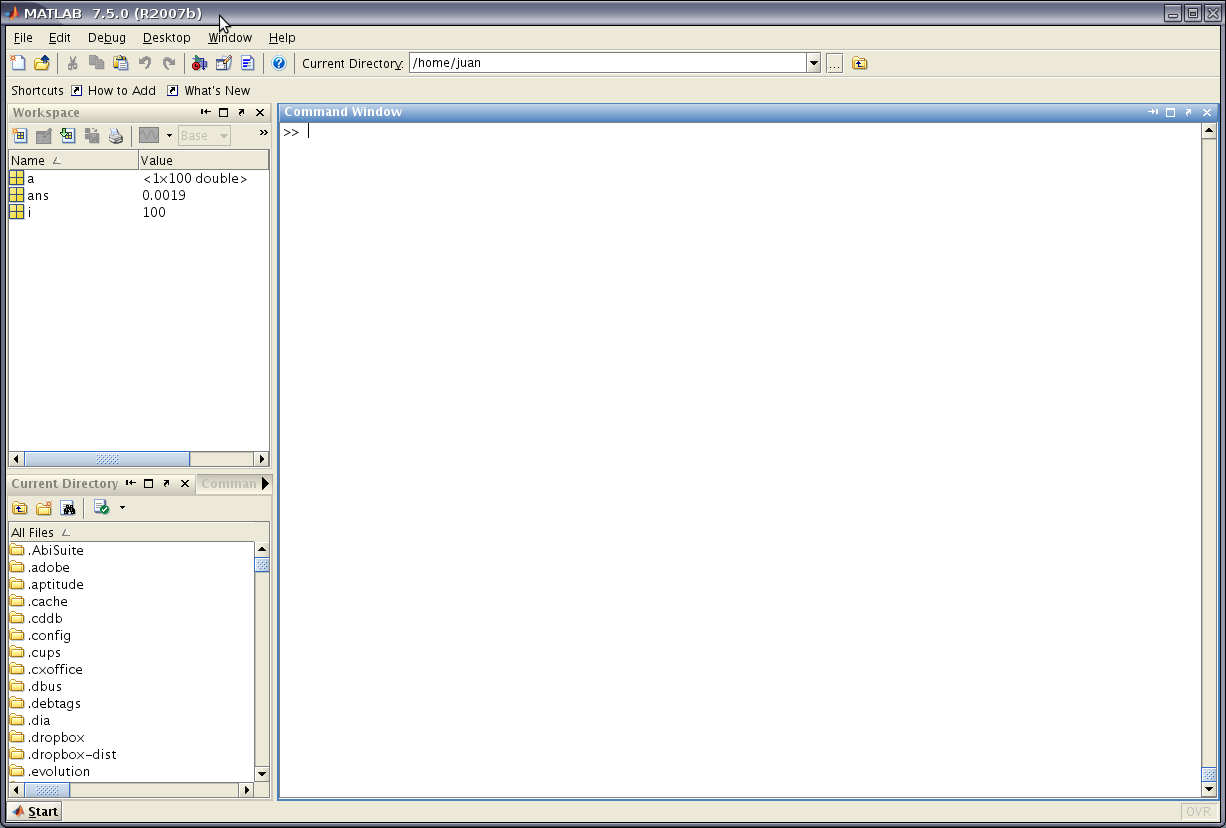 MATLAB 7.5.0 (R2007b)
File Edit Debug Desktop Window Help
Current Directory: /home/juan ...
Shortcuts How to Add What's New
Workspace
Base »
Name Value
a <1x100 double>
ans 0.0019
i 100
Current Directory Comman
All Files
.AbiSuite
.adobe
.aptitude
.cache
.cddb
.config
.cups
.cxoffice
.dbus
.debtags
.dia
.dropbox
.dropbox-dist
.evolution
Command Window
>>
Start
OVR